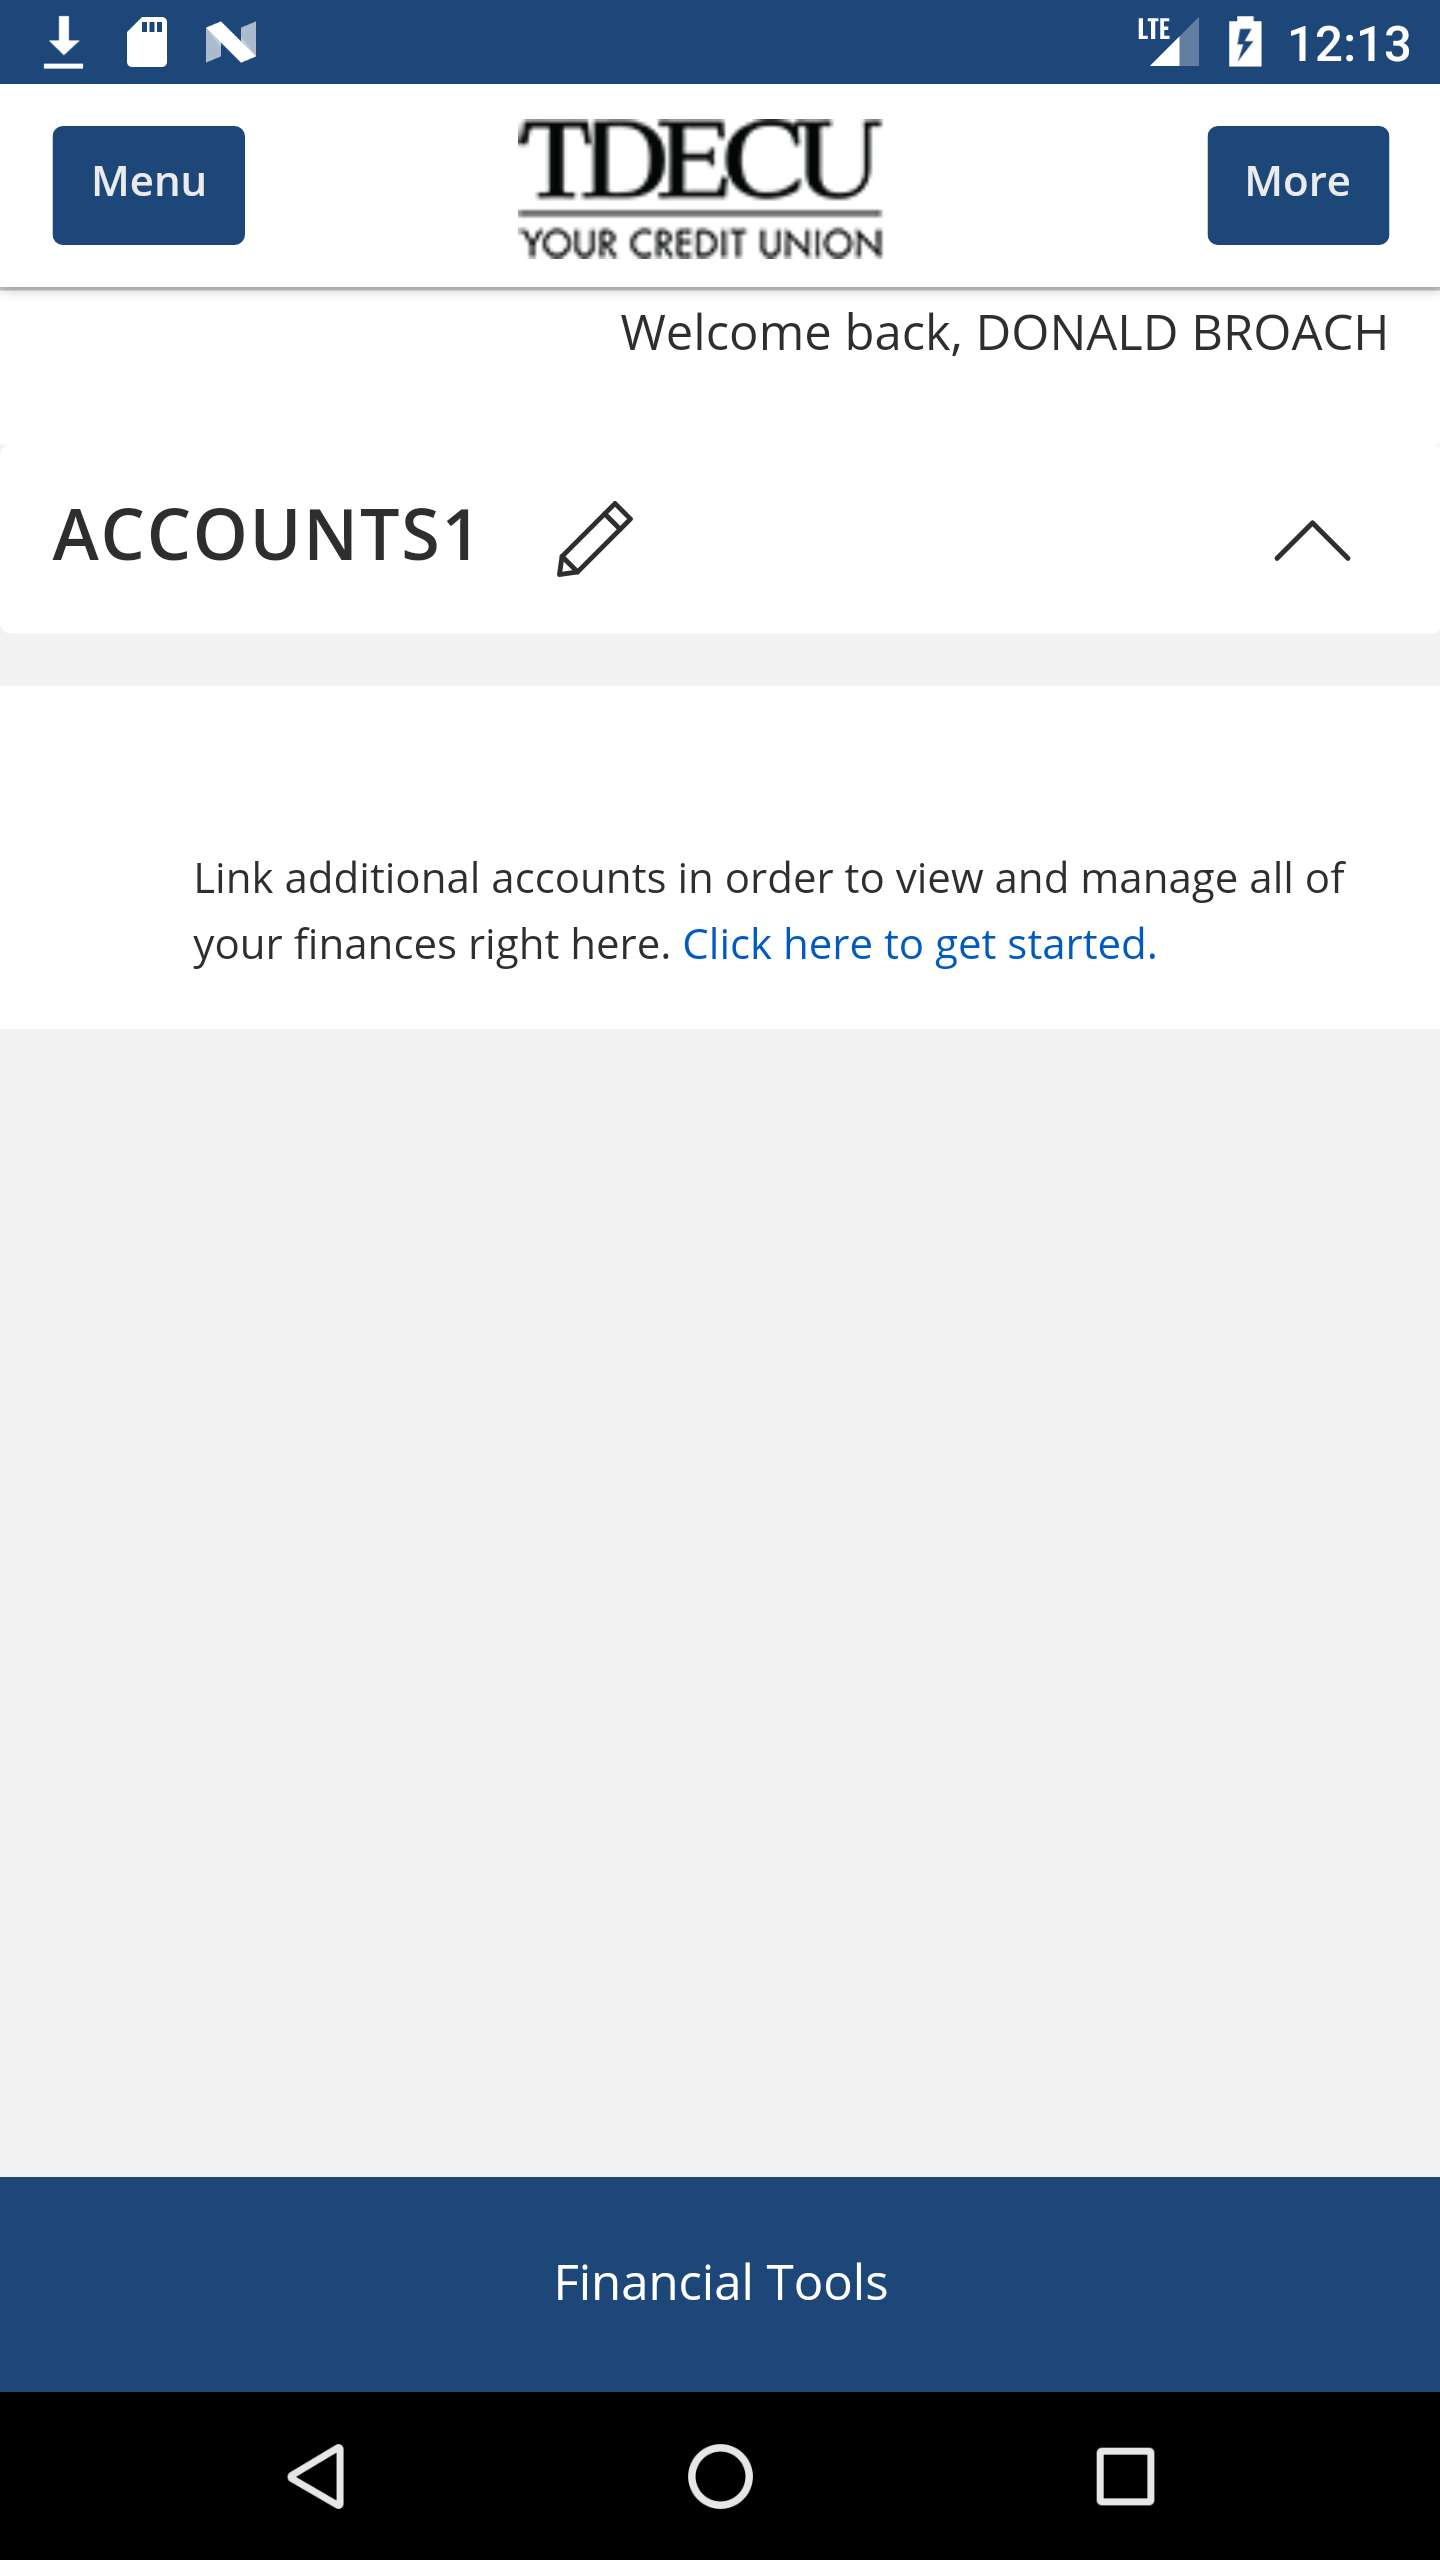 LTE 12:13
Menu
TDECU
YOUR CREDIT UNION
More
Welcome back, DONALD BROACH
ACCOUNTS1
Link additional accounts in order to view and manage all of
your finances right here. Click here to get started.
Financial Tools